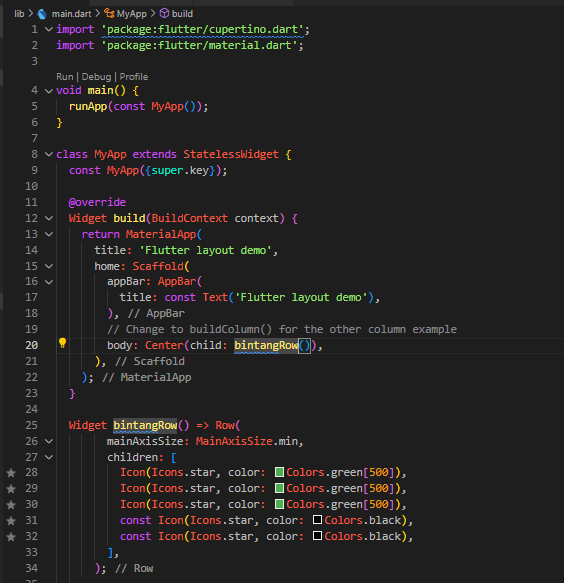 lib > main.dart > MyApp > build
1 import 'package:flutter/cupertino.dart';
2 import 'package:flutter/material.dart';
3
Run | Debug | Profile
4 void main() {
5   runApp(const MyApp());
6 }
7
8 class MyApp extends StatelessWidget {
9   const MyApp({super.key});
10
11   @override
12   Widget build(BuildContext context) {
13     return MaterialApp(
14       title: 'Flutter layout demo',
15       home: Scaffold(
16         appBar: AppBar(
17           title: const Text('Flutter layout demo'),
18         ), // AppBar
19         // Change to buildColumn() for the other column example
20         body: Center(child: bintangRow()),
21       ), // Scaffold
22     ); // MaterialApp
23   }
24
25   Widget bintangRow() => Row(
26         mainAxisSize: MainAxisSize.min,
27         children: [
28           Icon(Icons.star, color: Colors.green[500]),
29           Icon(Icons.star, color: Colors.green[500]),
30           Icon(Icons.star, color: Colors.green[500]),
31           const Icon(Icons.star, color: Colors.black),
32           const Icon(Icons.star, color: Colors.black),
33         ],
34       ); // Row